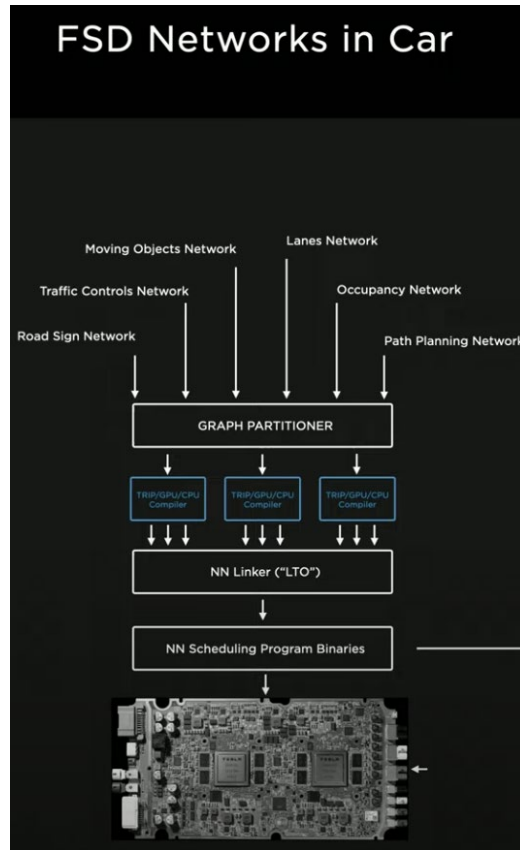 FSD Networks in Car
Lanes Network
Moving Objects Network
Traffic Controls Network
Occupancy Network
Road Sign Network
Path Planning Network
GRAPH PARTITIONER
TRIP/GPU/CPU
Compiler
TRIP/GPU/CPU
Compiler
TRIP/GPU/CPU
Compiler
NN Linker ("LTO")
NN Scheduling Program Binaries
TESLA
TESLA